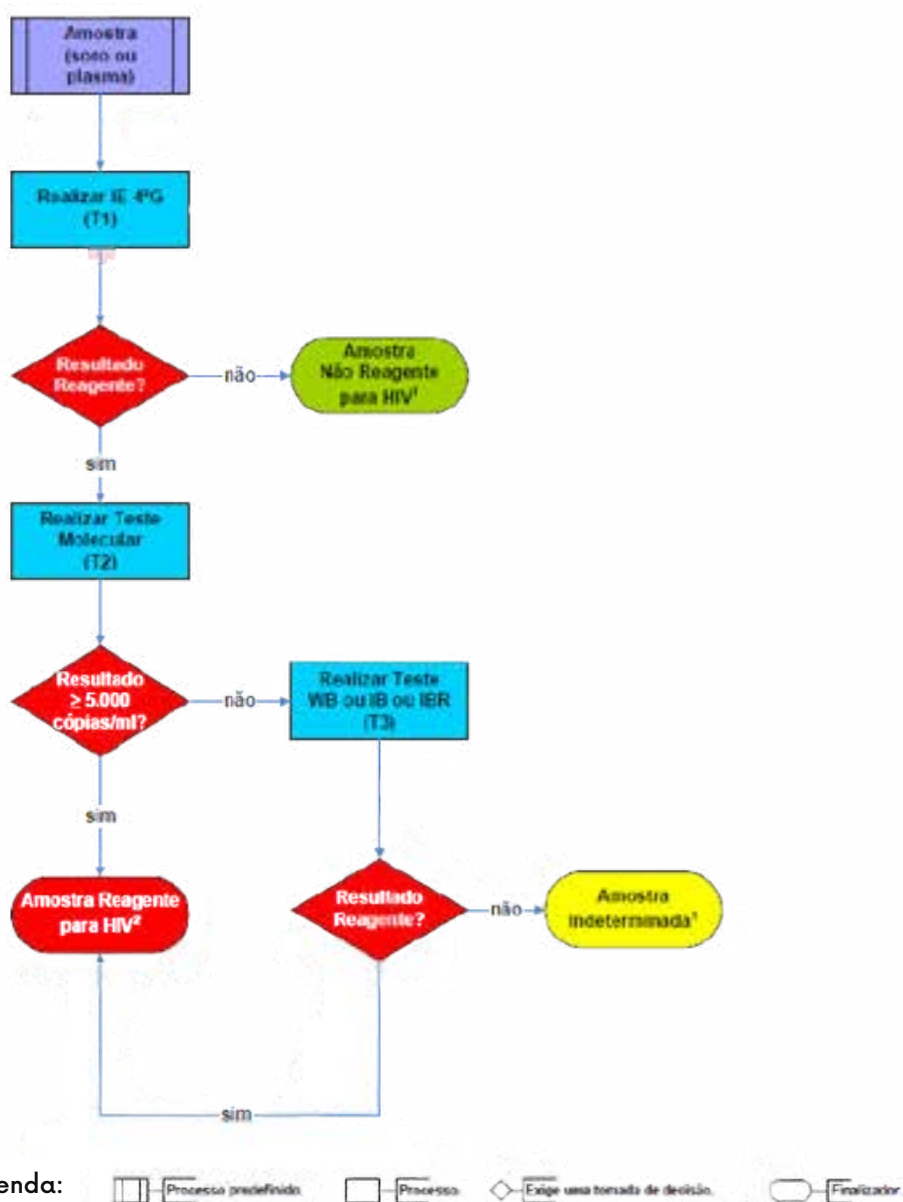 Amostra
(soro ou
plasma)
Realizar IE 4ªG
(T1)
Resultado
Reagente?
não
Amostra
Não Reagente
para HIV¹
sim
Realizar Teste
Molecular
(T2)
Resultado
≥ 5.000
cópias/ml?
não
Realizar Teste
WB ou IB ou IBR
(T3)
sim
Amostra Reagente
para HIV²
Resultado
Reagente?
não
Amostra
indeterminada¹
sim
enda:
Processo predefinido.
Processo.
Exige uma tomada de decisão.
Finalizador